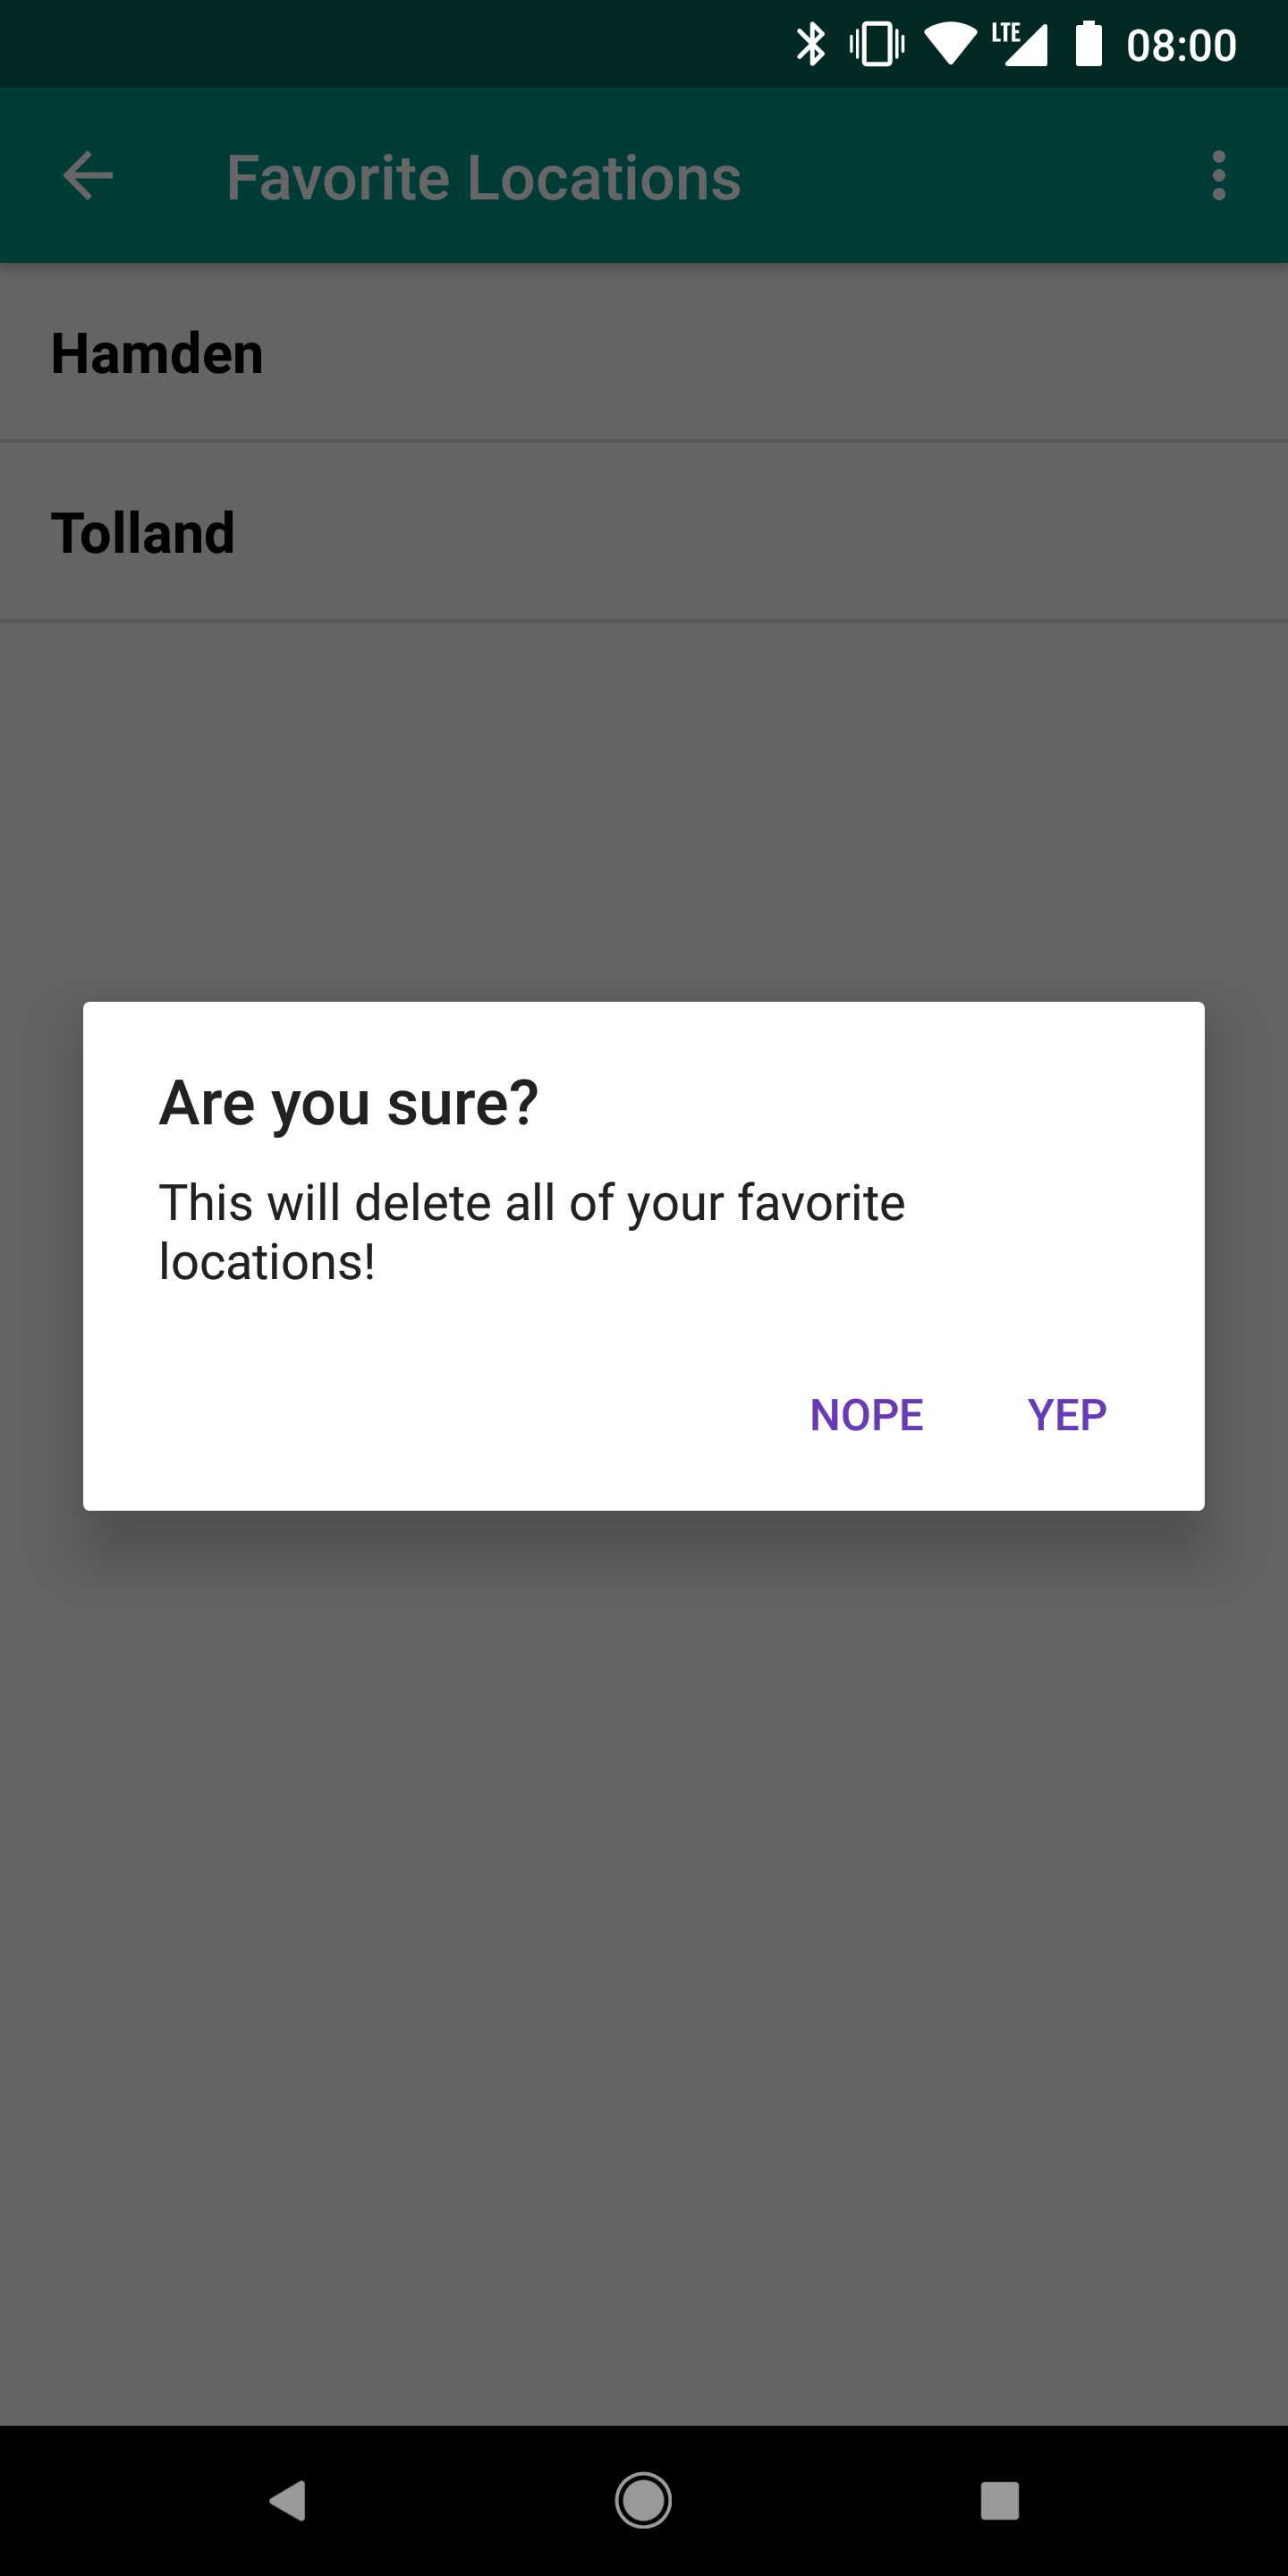 LTE 08:00
Favorite Locations
Hamden
Tolland
Are you sure?
This will delete all of your favorite
locations!
NOPE YEP